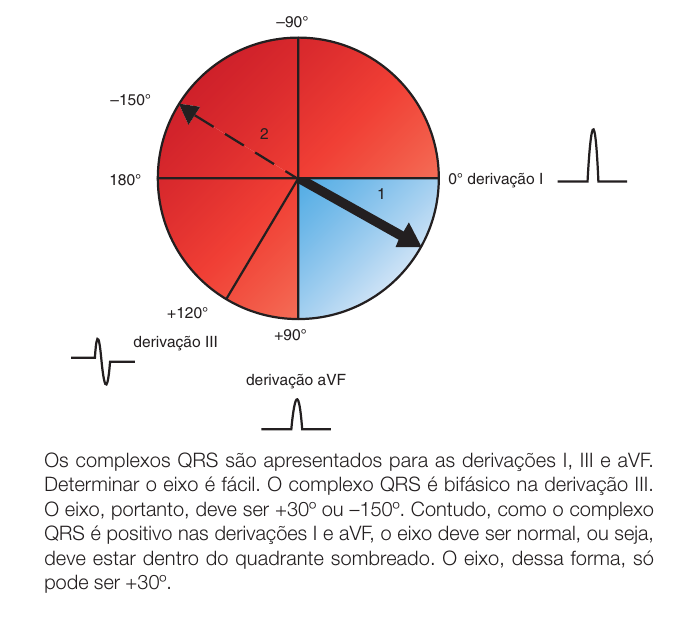 –90°
–150°
2
180°
0° derivação I
1
+120°
derivação III
+90°
derivação aVF
Os complexos QRS são apresentados para as derivações I, III e aVF.
Determinar o eixo é fácil. O complexo QRS é bifásico na derivação III.
O eixo, portanto, deve ser +30º ou –150º. Contudo, como o complexo
QRS é positivo nas derivações I e aVF, o eixo deve ser normal, ou seja,
deve estar dentro do quadrante sombreado. O eixo, dessa forma, só
pode ser +30º.